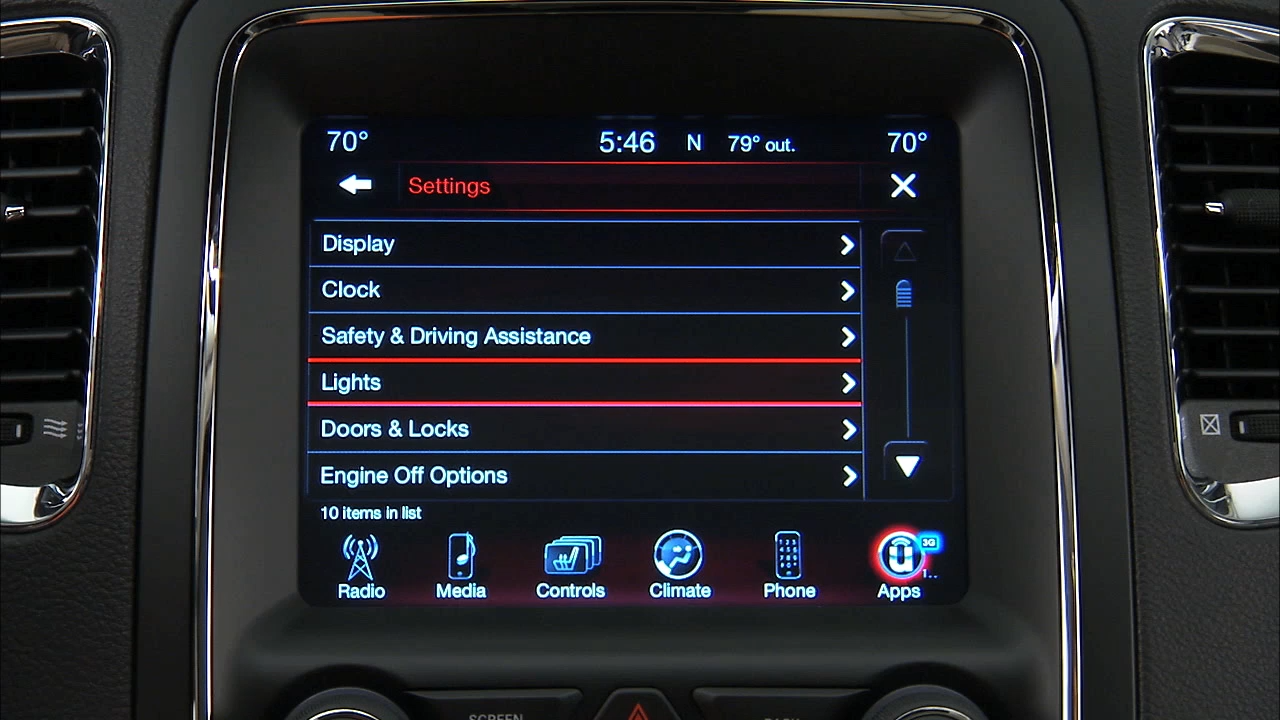 70° 5:46 N 79° out. 70°
Settings
Display
Clock
Safety & Driving Assistance
Lights
Doors & Locks
Engine Off Options
10 items in list
3G
Radio Media Controls Climate Phone Apps
SCREEN